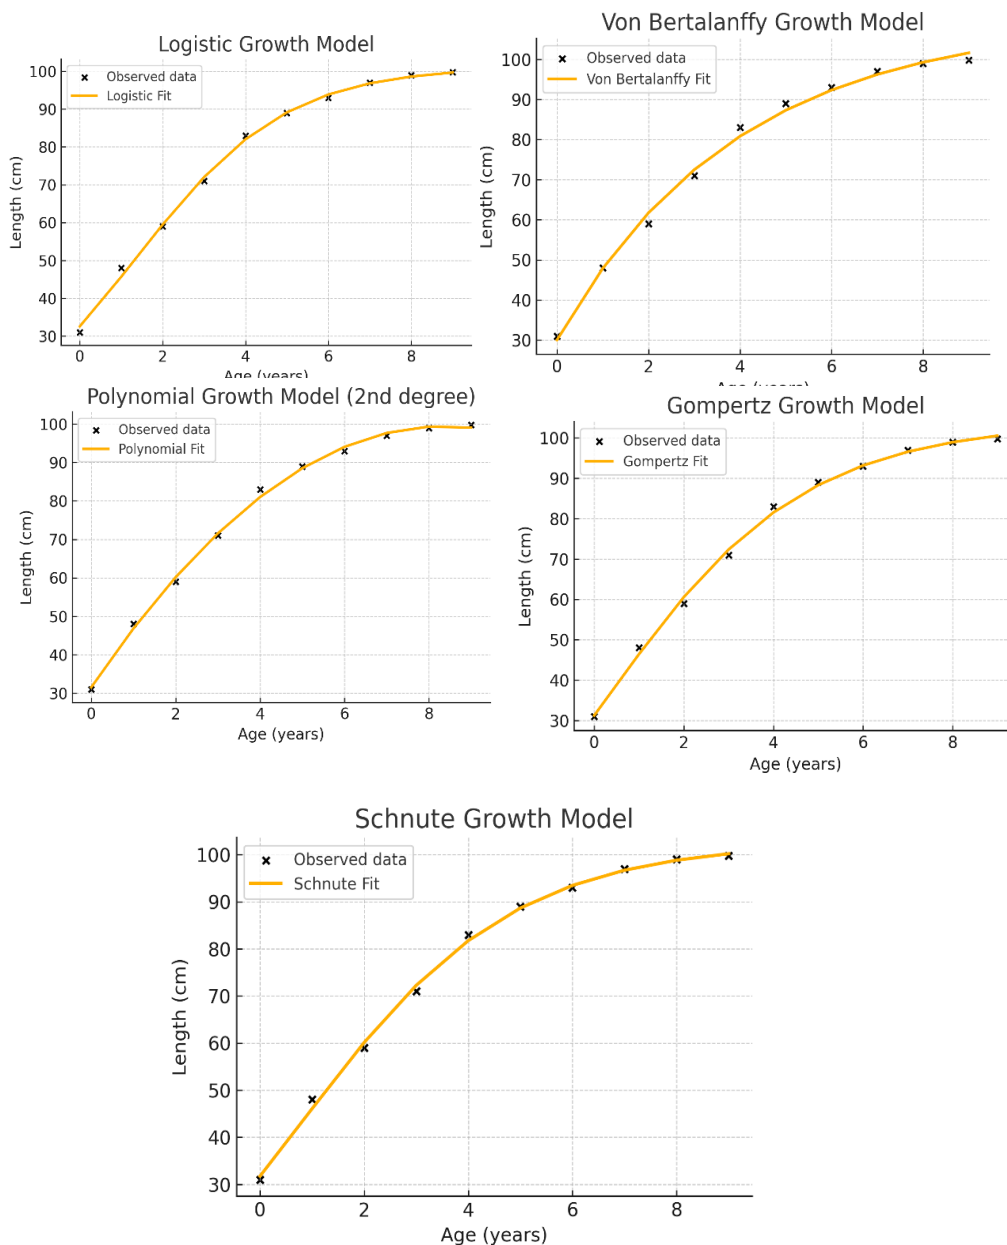 Logistic Growth Model
Observed data
Logistic Fit
100
90
80
70
60
50
40
30
Length (cm)
0 2 4 6 8
Age (years)
Von Bertalanffy Growth Model
Observed data
Von Bertalanffy Fit
100
90
80
70
60
50
40
30
Length (cm)
0 2 4 6 8
Age (years)
Polynomial Growth Model (2nd degree)
Observed data
Polynomial Fit
100
90
80
70
60
50
40
30
Length (cm)
0 2 4 6 8
Age (years)
Gompertz Growth Model
Observed data
Gompertz Fit
100
90
80
70
60
50
40
30
Length (cm)
0 2 4 6 8
Age (years)
Schnute Growth Model
Observed data
Schnute Fit
100
90
80
70
60
50
40
30
Length (cm)
0 2 4 6 8
Age (years)